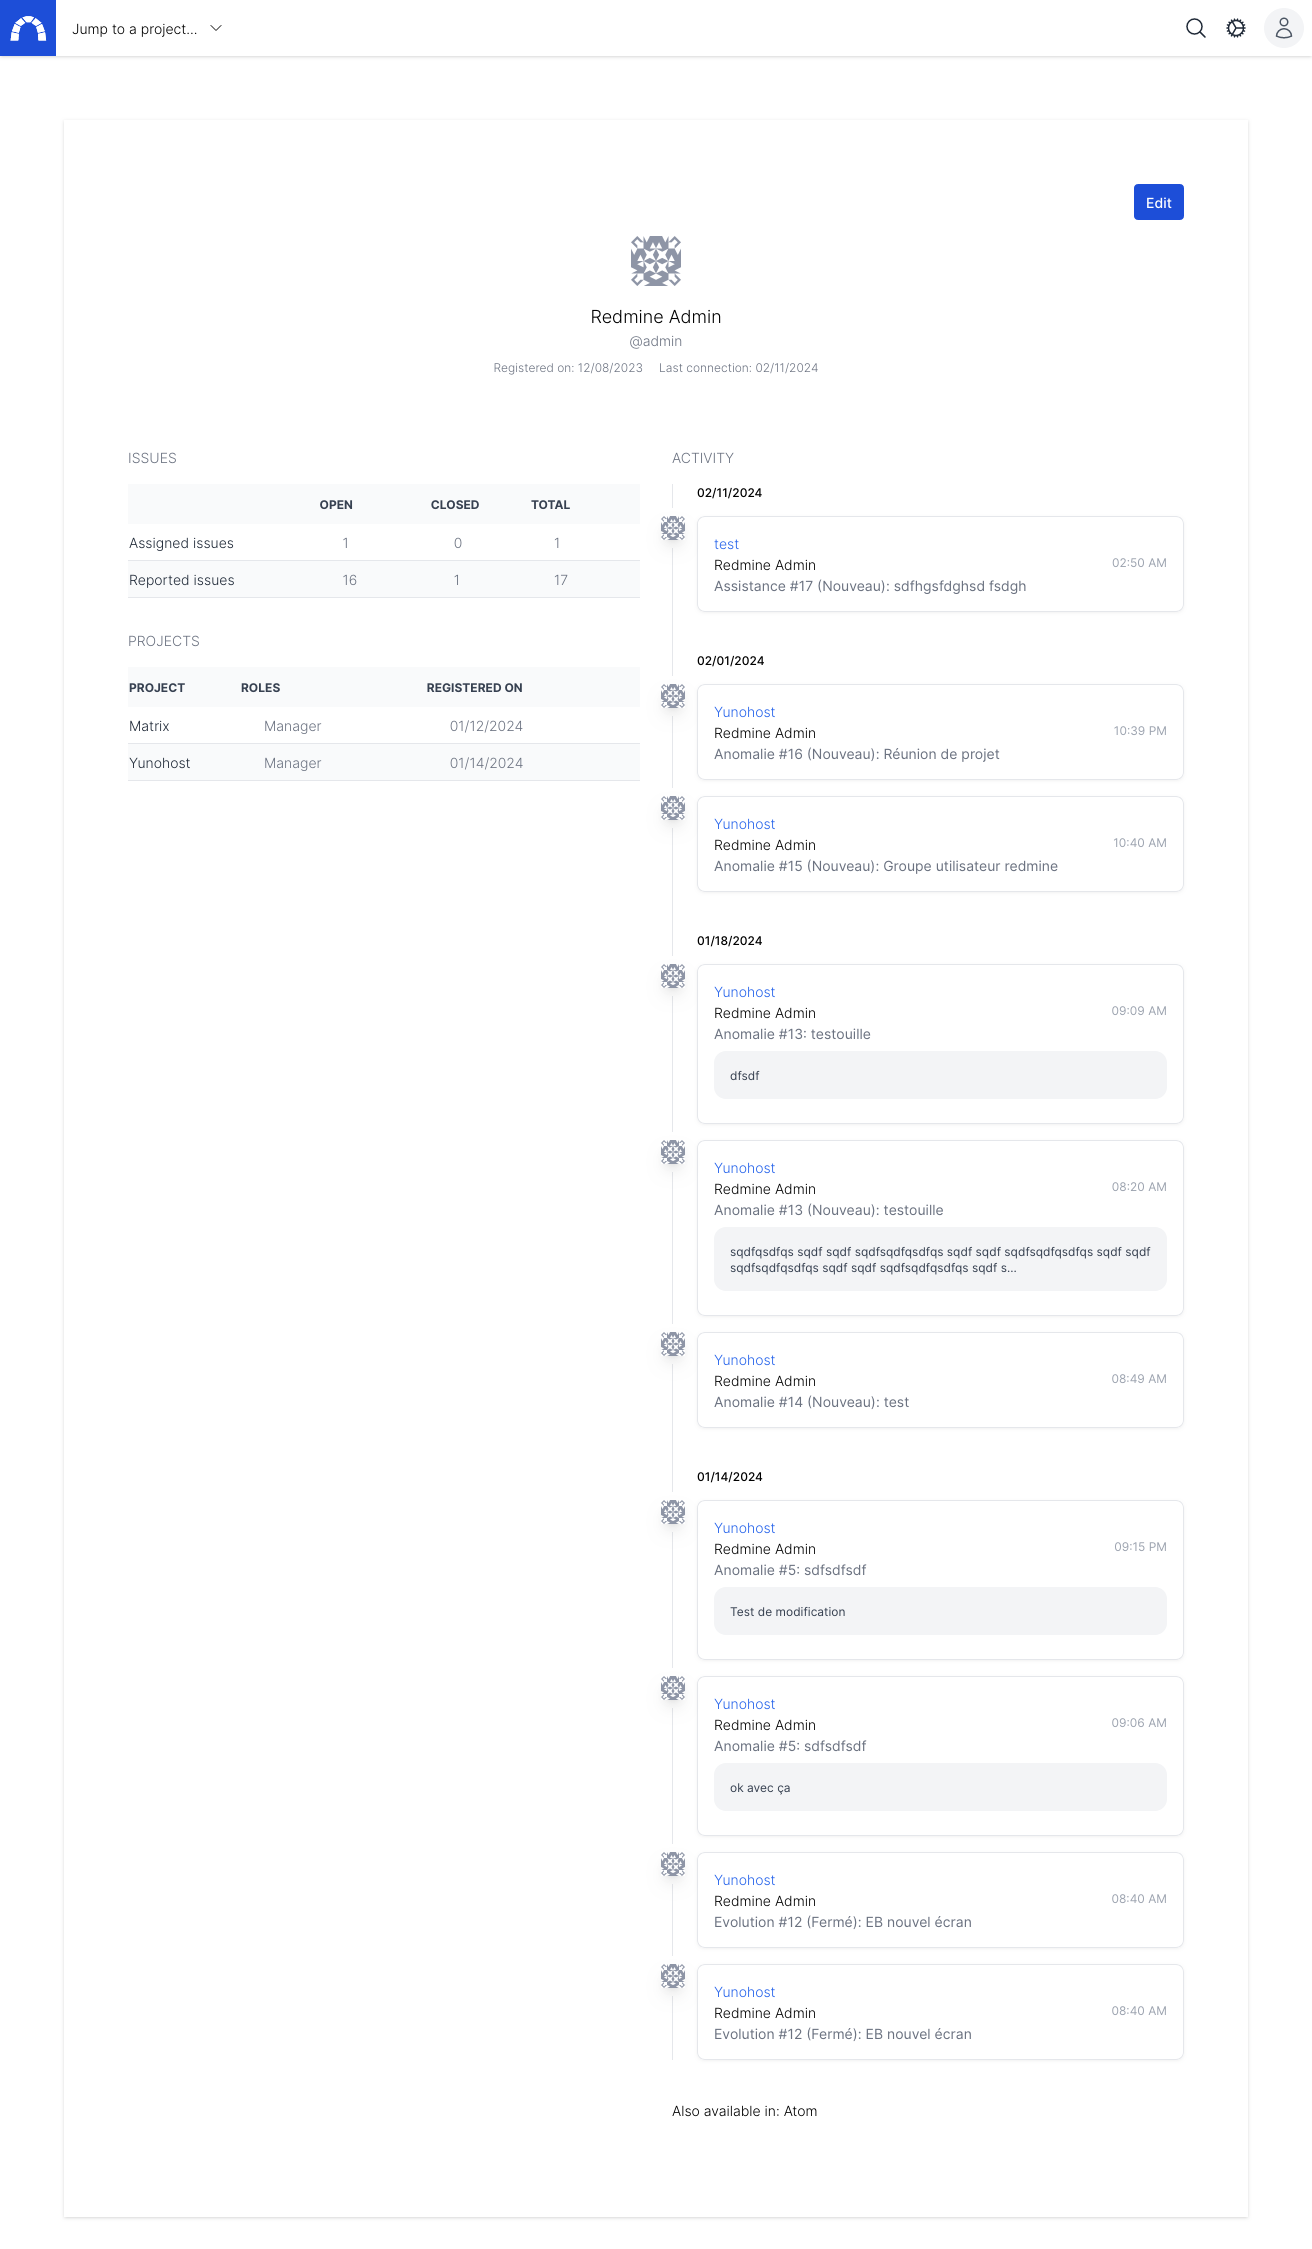 Jump to a project...
Edit
Redmine Admin
@admin
Registered on: 12/08/2023 Last connection: 02/11/2024
ISSUES
OPEN CLOSED TOTAL
Assigned issues 1 0 1
Reported issues 16 1 17
PROJECTS
PROJECT ROLES REGISTERED ON
Matrix Manager 01/12/2024
Yunohost Manager 01/14/2024
ACTIVITY
02/11/2024
test
Redmine Admin
02:50 AM
Assistance #17 (Nouveau): sdfhgsfdghsd fsdgh
02/01/2024
Yunohost
Redmine Admin
10:39 PM
Anomalie #16 (Nouveau): Réunion de projet
Yunohost
Redmine Admin
10:40 AM
Anomalie #15 (Nouveau): Groupe utilisateur redmine
01/18/2024
Yunohost
Redmine Admin
09:09 AM
Anomalie #13: testouille
dfsdf
Yunohost
Redmine Admin
08:20 AM
Anomalie #13 (Nouveau): testouille
sqdfqsdfqs sqdf sqdf sqdfsqdfqsdfqs sqdf sqdf sqdfsqdfqsdfqs sqdf sqdf
sqdfsqdfqsdfqs sqdf sqdf sqdfsqdfqsdfqs sqdf s...
Yunohost
Redmine Admin
08:49 AM
Anomalie #14 (Nouveau): test
01/14/2024
Yunohost
Redmine Admin
09:15 PM
Anomalie #5: sdfsdfsdf
Test de modification
Yunohost
Redmine Admin
09:06 AM
Anomalie #5: sdfsdfsdf
ok avec ça
Yunohost
Redmine Admin
08:40 AM
Evolution #12 (Fermé): EB nouvel écran
Yunohost
Redmine Admin
08:40 AM
Evolution #12 (Fermé): EB nouvel écran
Also available in: Atom